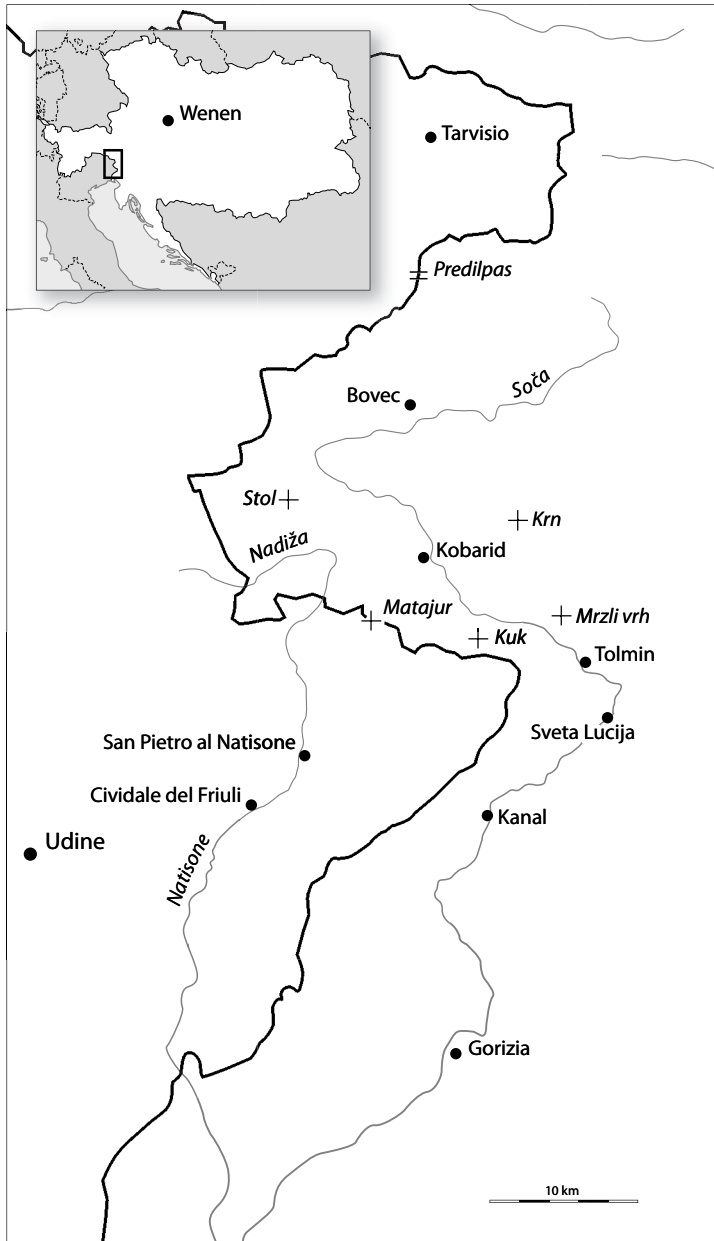 Wenen
Tarvisio
Predilpas
Soča
Bovec
Stol
Krn
Nadiža
Kobarid
Matajur
Mrzli vrh
Kuk
Tolmin
Sveta Lucija
San Pietro al Natisone
Cividale del Friuli
Kanal
Udine
Natisone
Gorizia
10 km